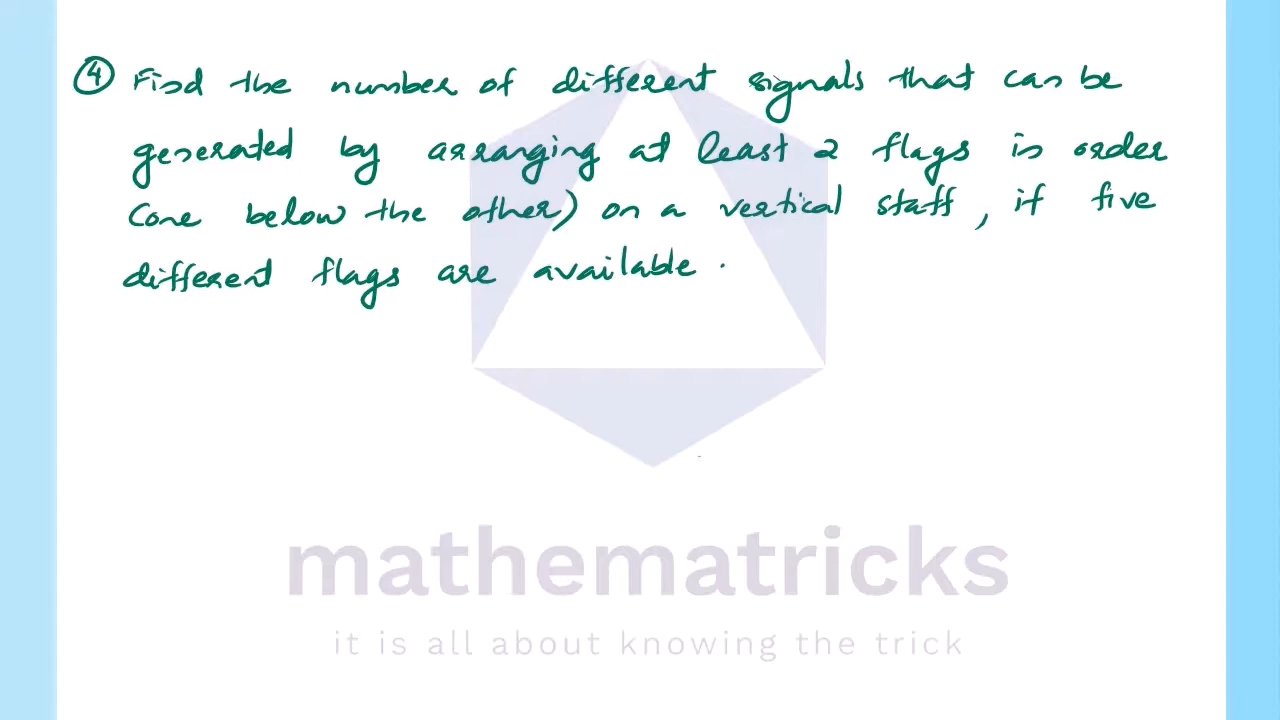 ④ Find the number of different signals that can be
generated by arranging at least 2 flags in order
(one below the other) on a vertical staff, if five
different flags are available.
mathematricks
it is all about knowing the trick